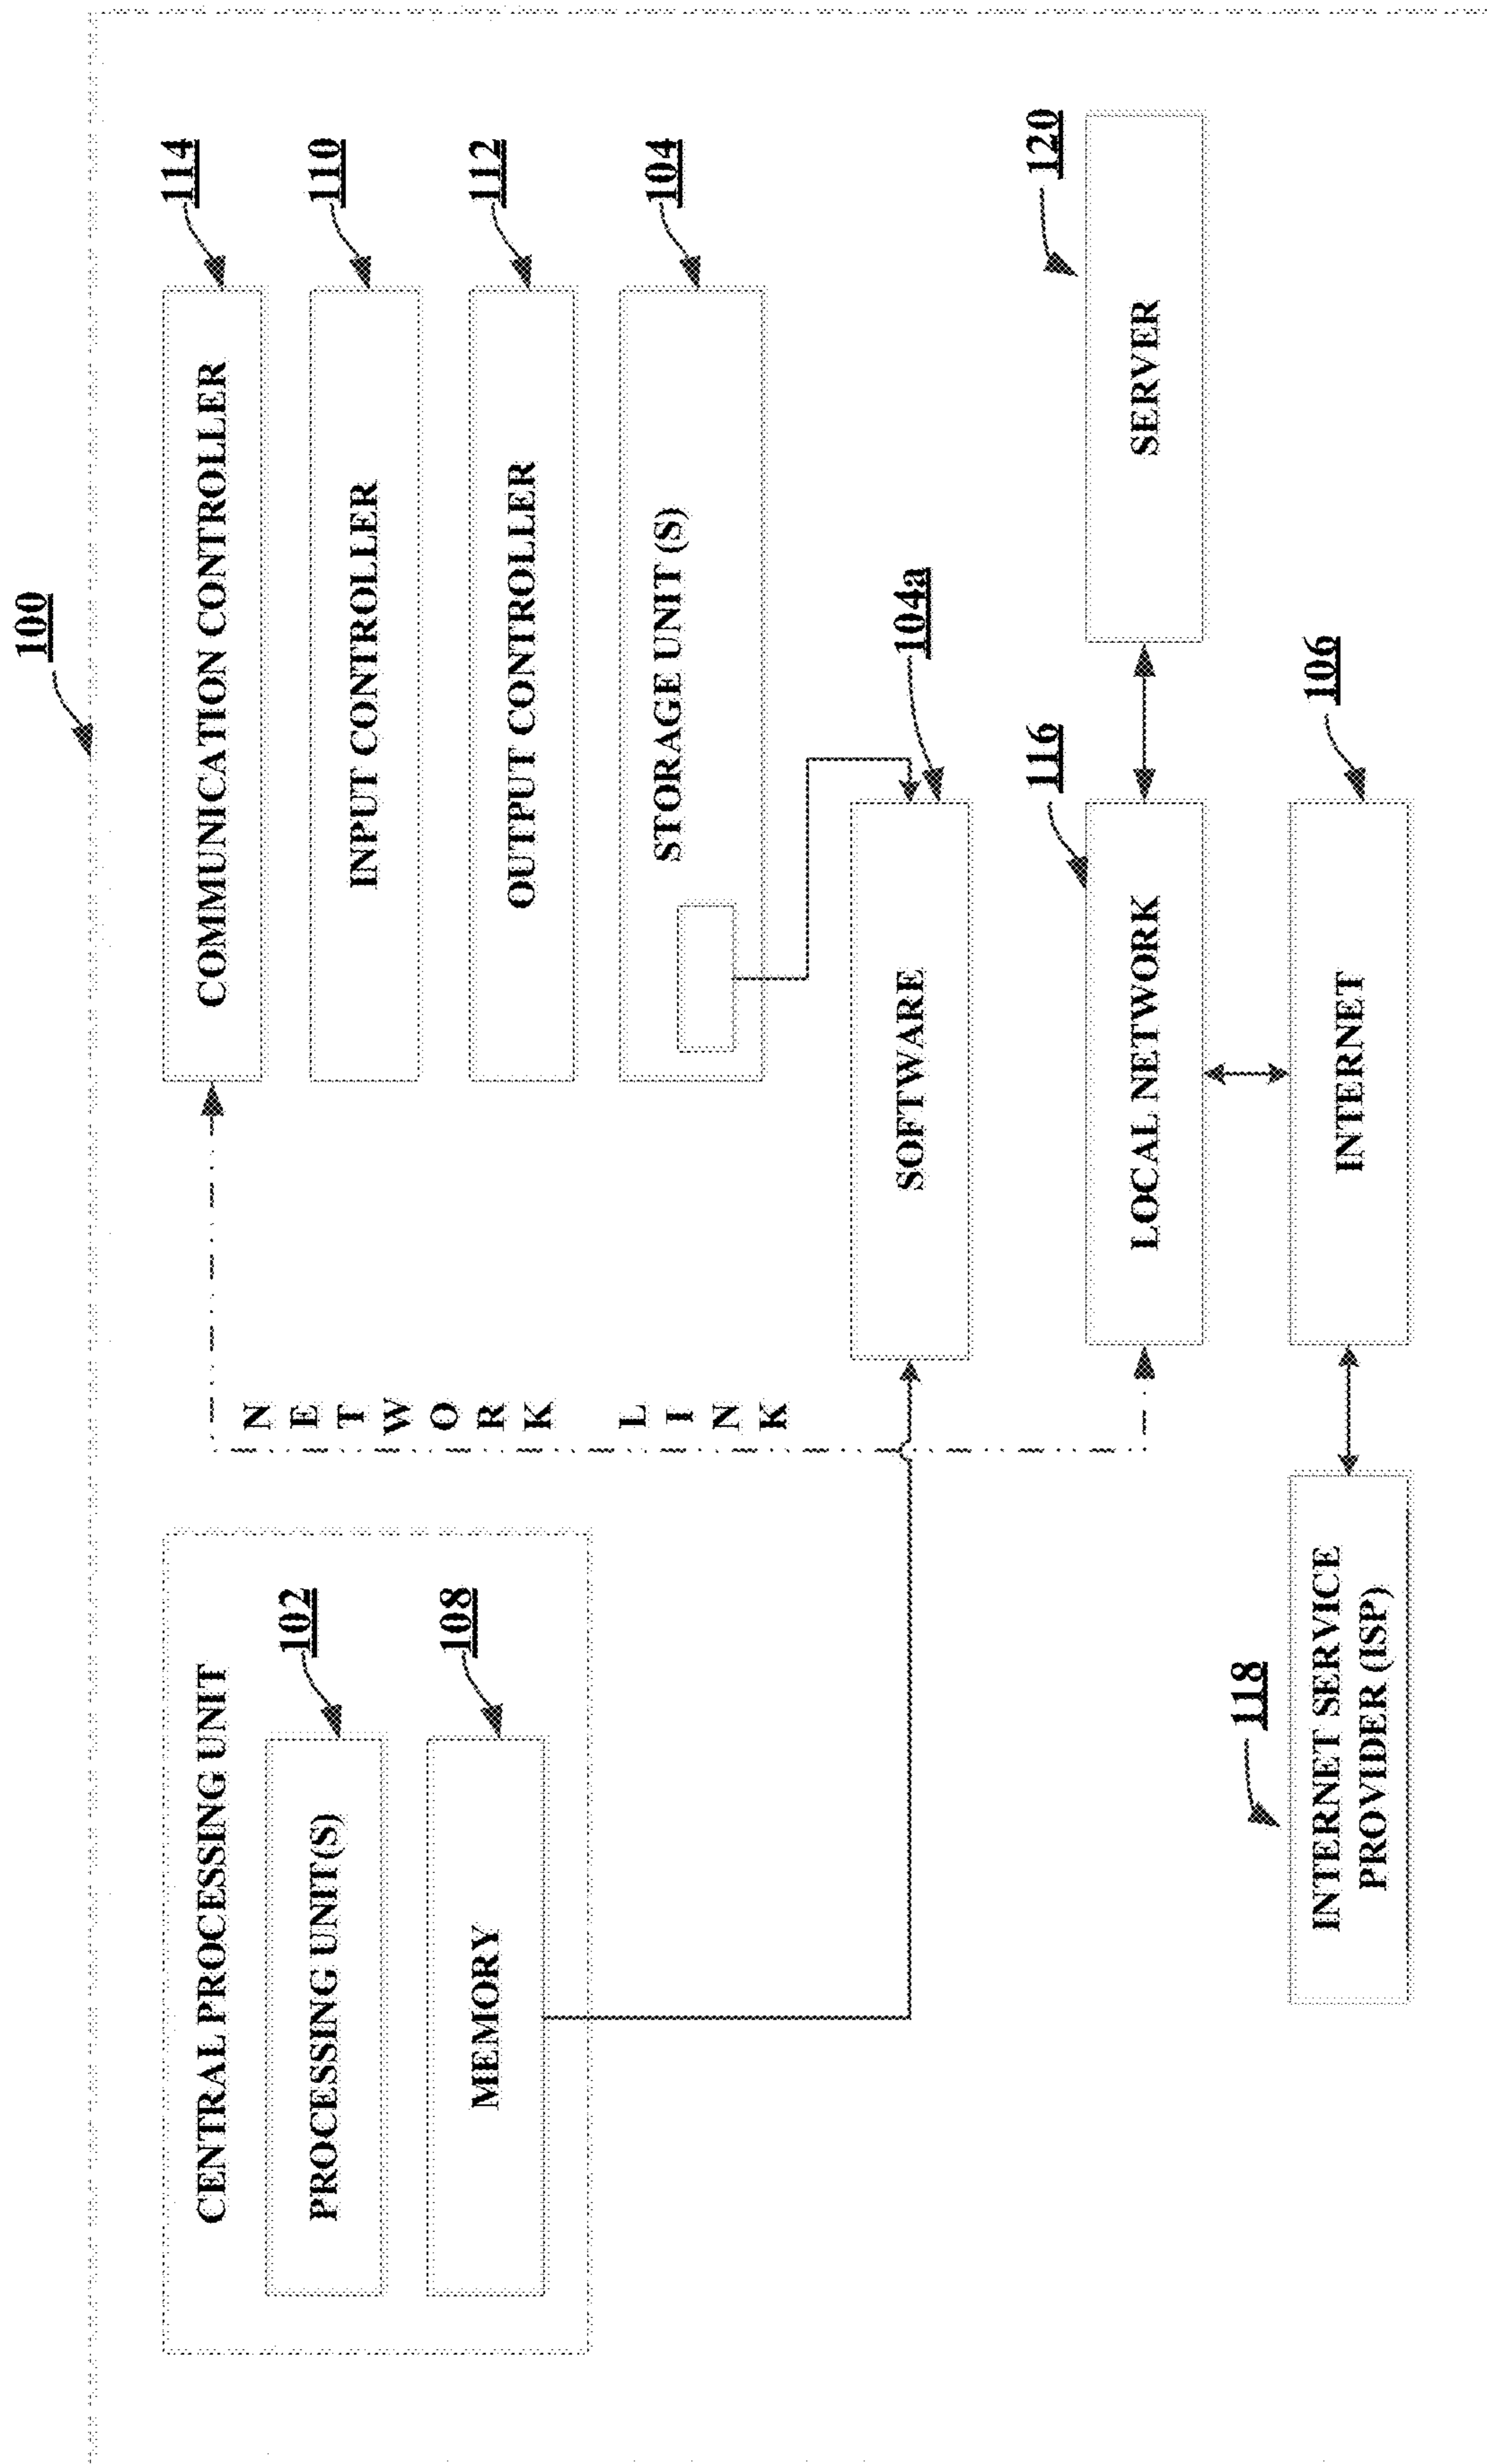 100
CENTRAL PROCESSING UNIT
PROCESSING UNIT(S)
102
MEMORY
108
N
E
T
W
O
R
K
L
I
N
K
COMMUNICATION CONTROLLER
114
INPUT CONTROLLER
110
OUTPUT CONTROLLER
112
STORAGE UNIT (S)
104
SOFTWARE
104a
LOCAL NETWORK
116
SERVER
120
INTERNET SERVICE
PROVIDER (ISP)
118
INTERNET
106